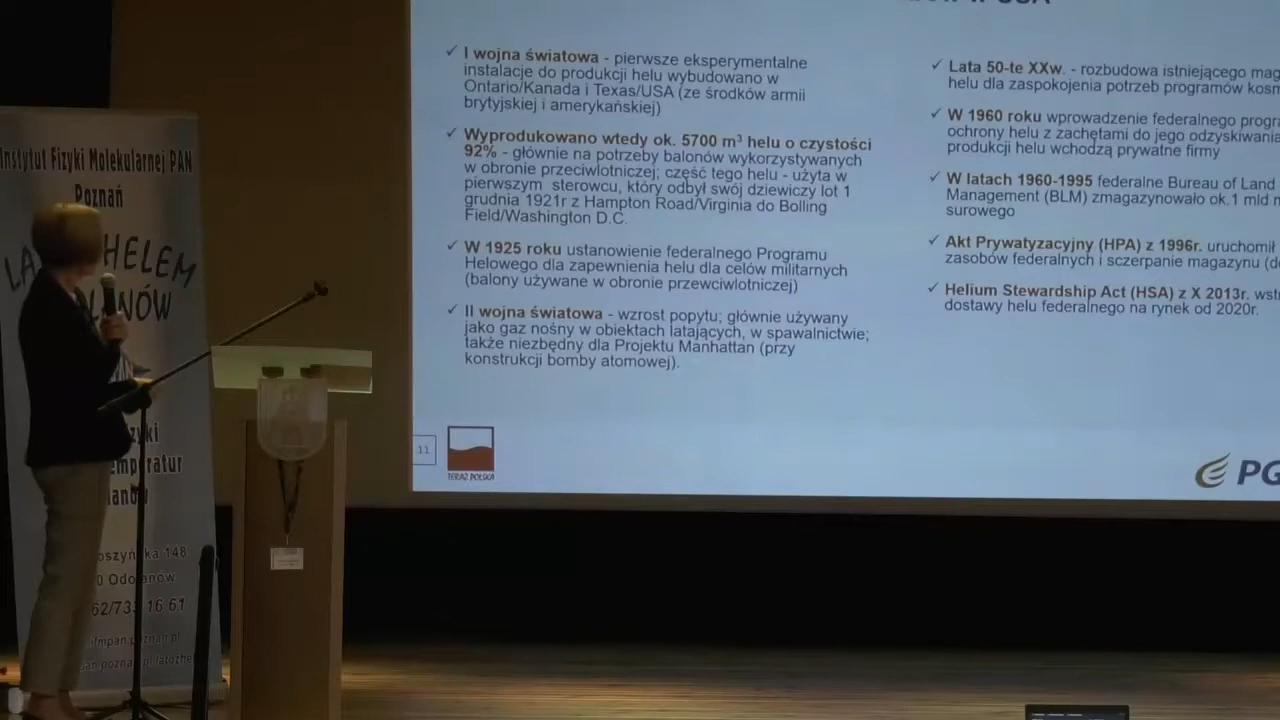 Instytut Fizyki Molekularnej PAN
Poznań
HELEM
148
62/733 16 61
I wojna światowa - pierwsze eksperymentalne
instalacje do produkcji helu wybudowano w
Ontario/Kanada i Texas/USA (ze środków armii
brytyjskiej i amerykańskiej)
Wyprodukowano wtedy ok. 5700 m³ helu o czystości
92% - głównie na potrzeby balonów wykorzystywanych
w obronie przeciwlotniczej; część tego helu - użyta w
pierwszym sterowcu, który odbył swój dziewiczy lot 1
grudnia 1921r z Hampton Road/Virginia do Bolling
Field/Washington D.C.
W 1925 roku ustanowienie federalnego Programu
Helowego dla zapewnienia helu dla celów militarnych
(balony używane w obronie przewciwlotniczej)
II wojna światowa - wzrost popytu; głównie używany
jako gaz nośny w obiektach latających, w spawalnictwie;
także niezbędny dla Projektu Manhattan (przy
konstrukcji bomby atomowej).
Lata 50-te XXw. - rozbudowa istniejącego
helu dla zaspokojenia potrzeb programów
W 1960 roku wprowadzenie federalnego
ochrony helu z zachętami do jego odzyskiwania
produkcji helu wchodzą prywatne firmy
W latach 1960-1995 federalne Bureau of Land
Management (BLM) zmagazynowało ok.1 mld
surowego
Akt Prywatyzacyjny (HPA) z 1996r. uruchomił
zasobów federalnych i sczerpanie magazynu
Helium Stewardship Act (HSA) z X 2013r.
dostawy helu federalnego na rynek od 2020r.
11
TERAZ POLSKA
PG